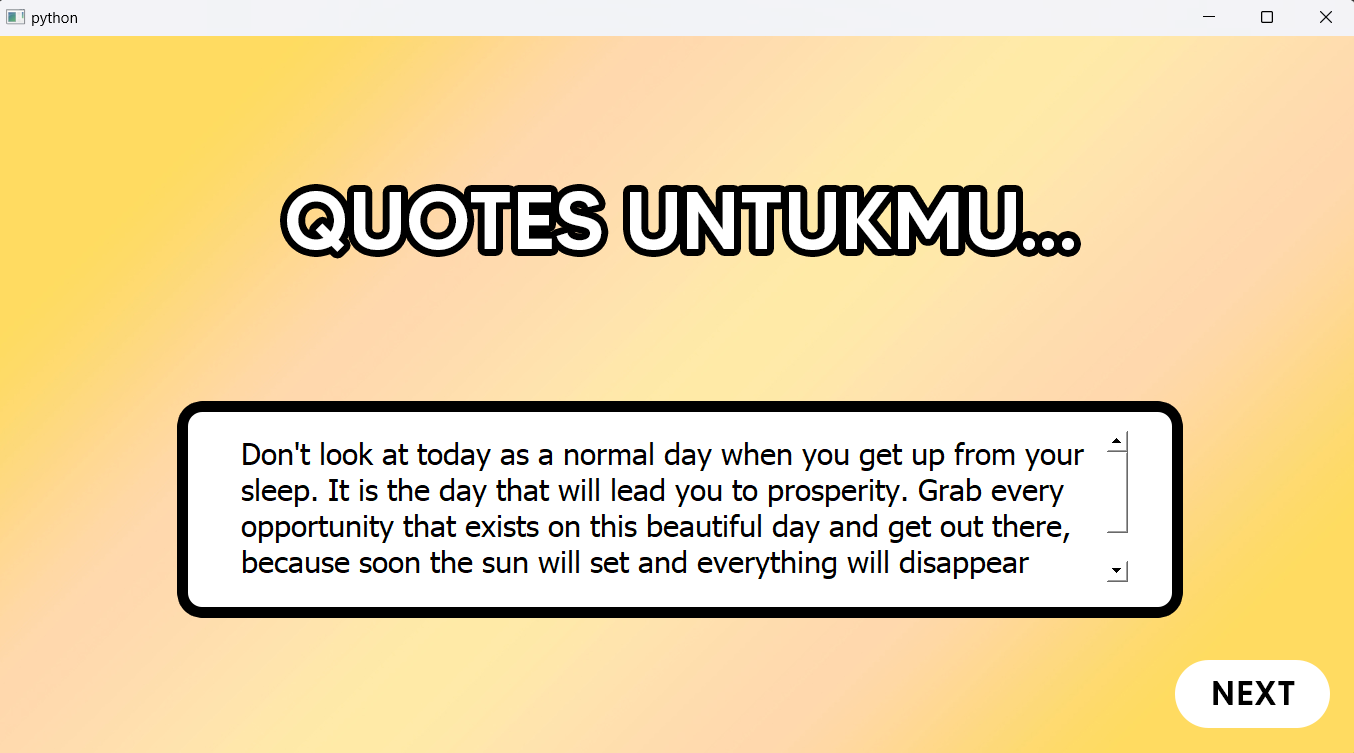 python
QUOTES UNTUKMU...
Don't look at today as a normal day when you get up from your
sleep. It is the day that will lead you to prosperity. Grab every
opportunity that exists on this beautiful day and get out there,
because soon the sun will set and everything will disappear
NEXT